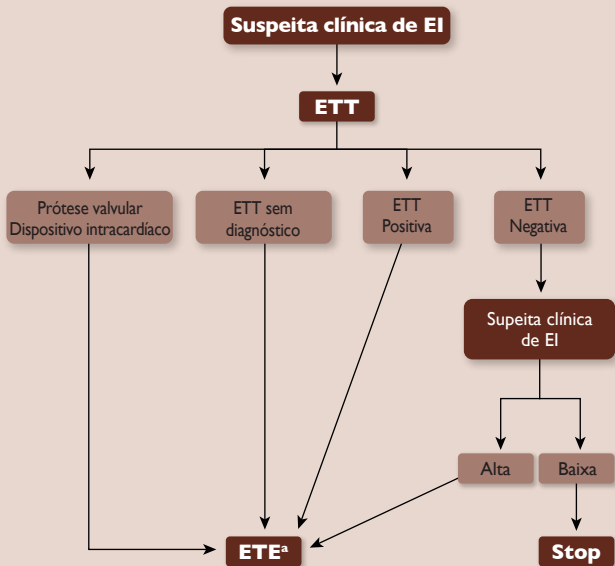 Suspeita clínica de EI
ETT
Prótese valvular
Dispositivo intracardíaco
ETT sem
diagnóstico
ETT
Positiva
ETT
Negativa
Supeita clínica
de EI
Alta
Baixa
ETEª
Stop